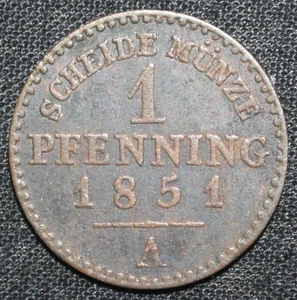 SCHEIDE MÜNZE
1
PFENNING
1851
A